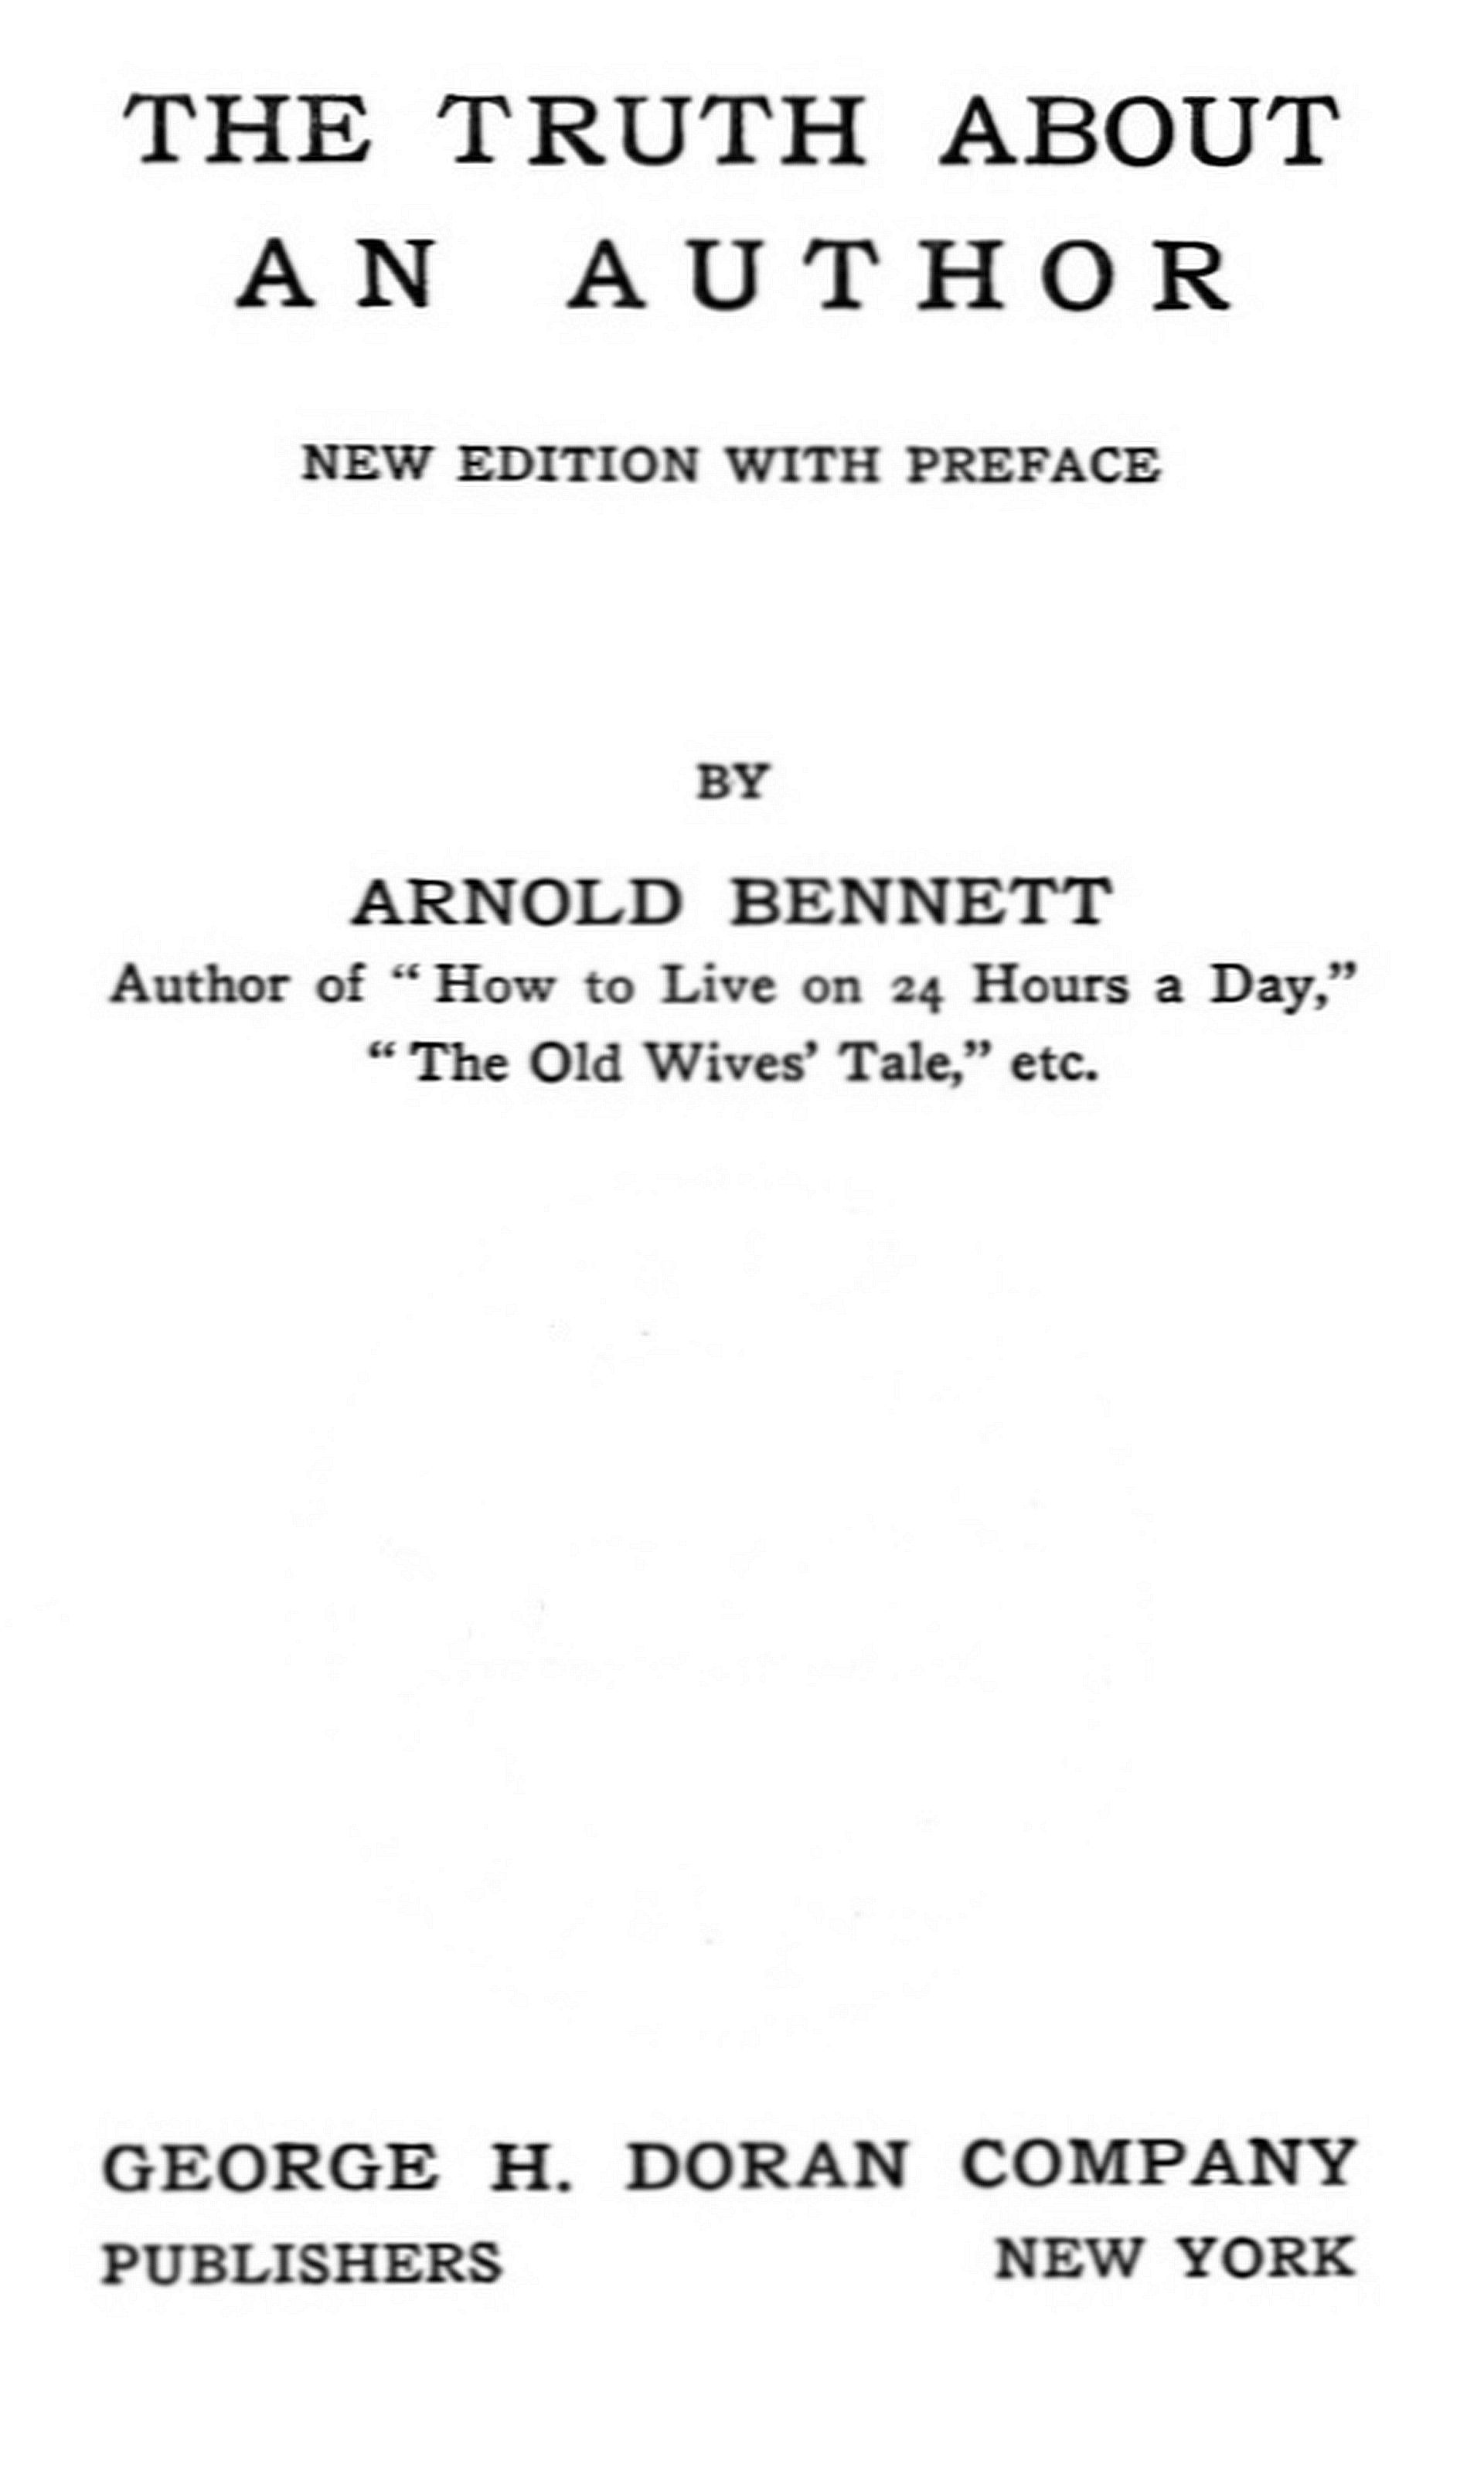 THE TRUTH ABOUT
AN AUTHOR
NEW EDITION WITH PREFACE
BY
ARNOLD BENNETT
Author of “How to Live on 24 Hours a Day,”
“The Old Wives’ Tale,” etc.
GEORGE H. DORAN COMPANY
PUBLISHERS NEW YORK